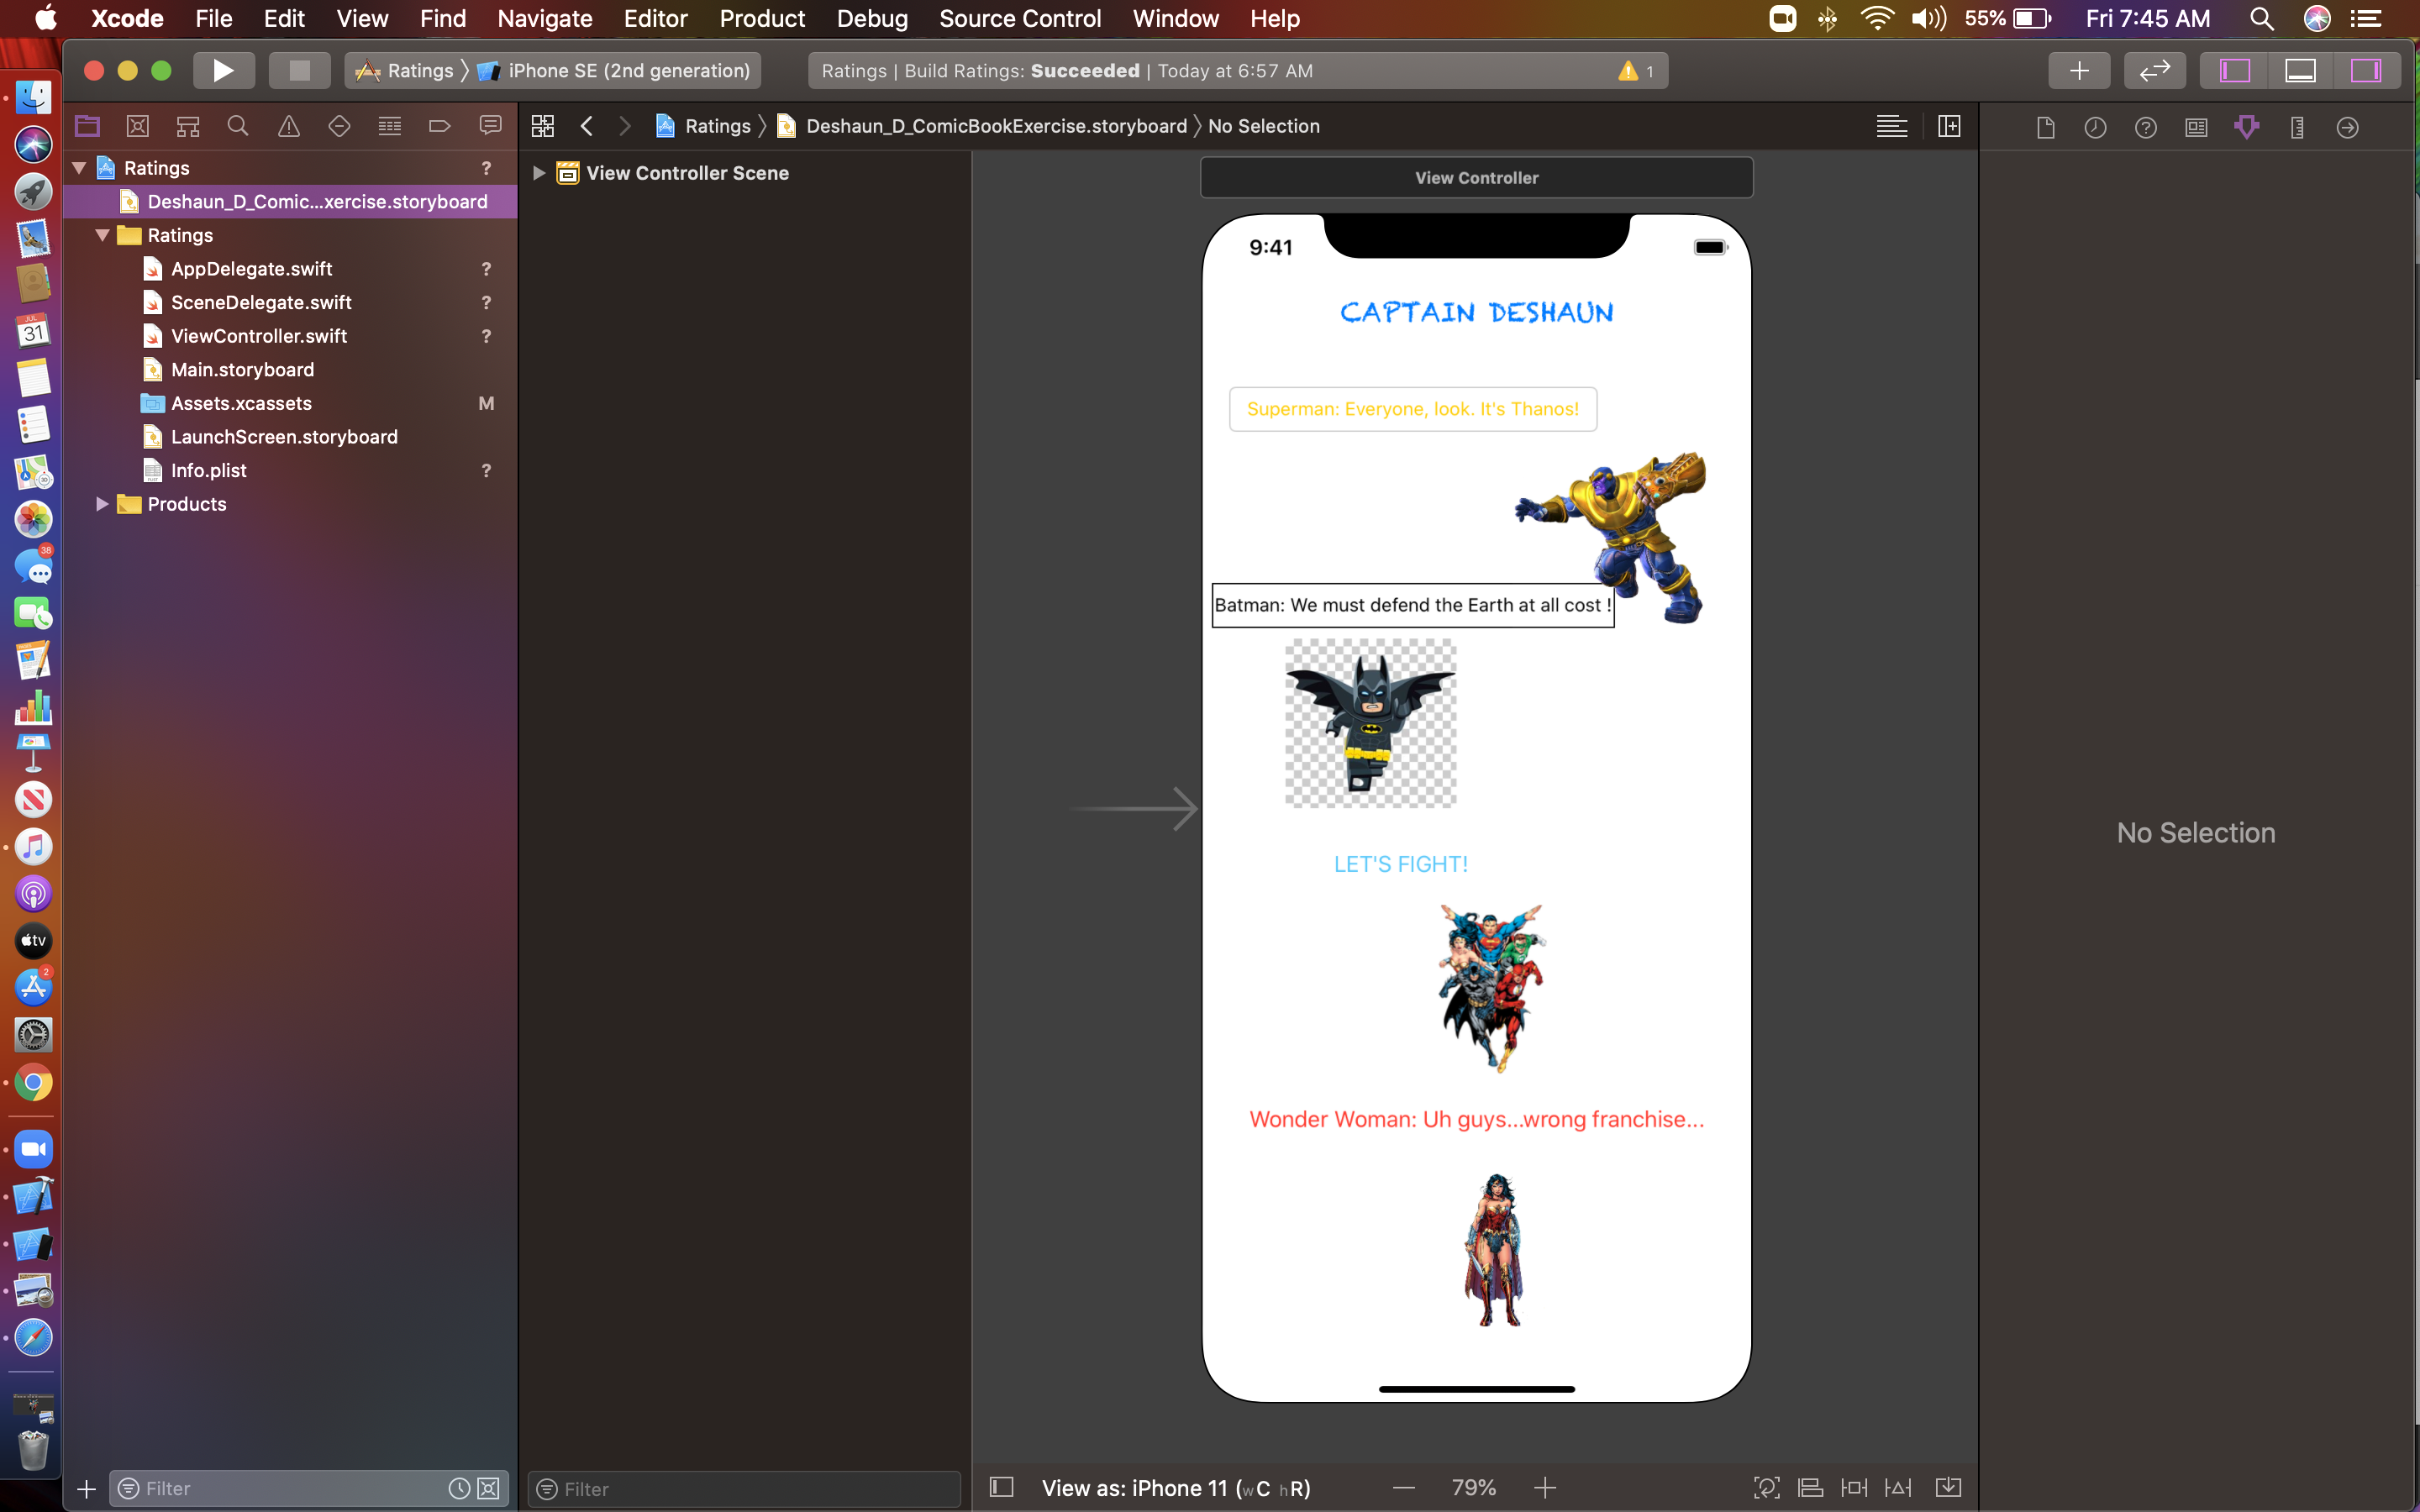 Xcode File Edit View Find Navigate Editor Product Debug Source Control Window Help 55% Fri 7:45 AM
Ratings iPhone SE (2nd generation) Ratings | Build Ratings: Succeeded | Today at 6:57 AM 1
Ratings Deshaun_D_ComicBookExercise.storyboard No Selection
Ratings ?
Deshaun_D_Comic...xercise.storyboard
Ratings
AppDelegate.swift ?
SceneDelegate.swift ?
ViewController.swift ?
Main.storyboard
Assets.xcassets M
LaunchScreen.storyboard
Info.plist ?
Products
View Controller Scene
View Controller
9:41
CAPTAIN DESHAUN
Superman: Everyone, look. It's Thanos!
Batman: We must defend the Earth at all cost !
LET'S FIGHT!
Wonder Woman: Uh guys...wrong franchise...
No Selection
JUL
31
38
tv
2
Filter
Filter
View as: iPhone 11 (wC hR) 79%